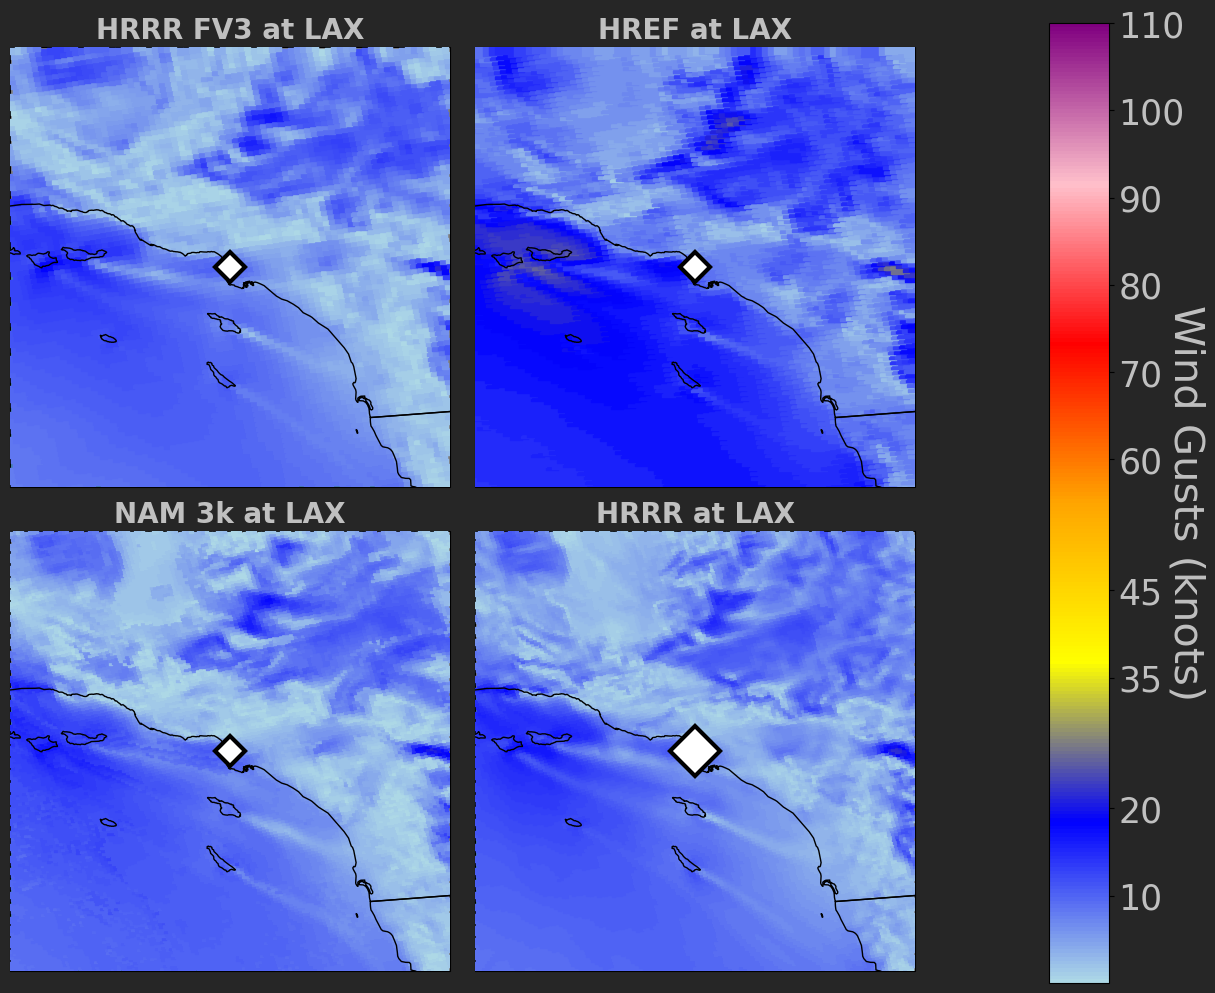 HRRR FV3 at LAX
HREF at LAX
NAM 3k at LAX
HRRR at LAX
110
100
90
80
70
60
45
35
20
10
Wind Gusts (knots)